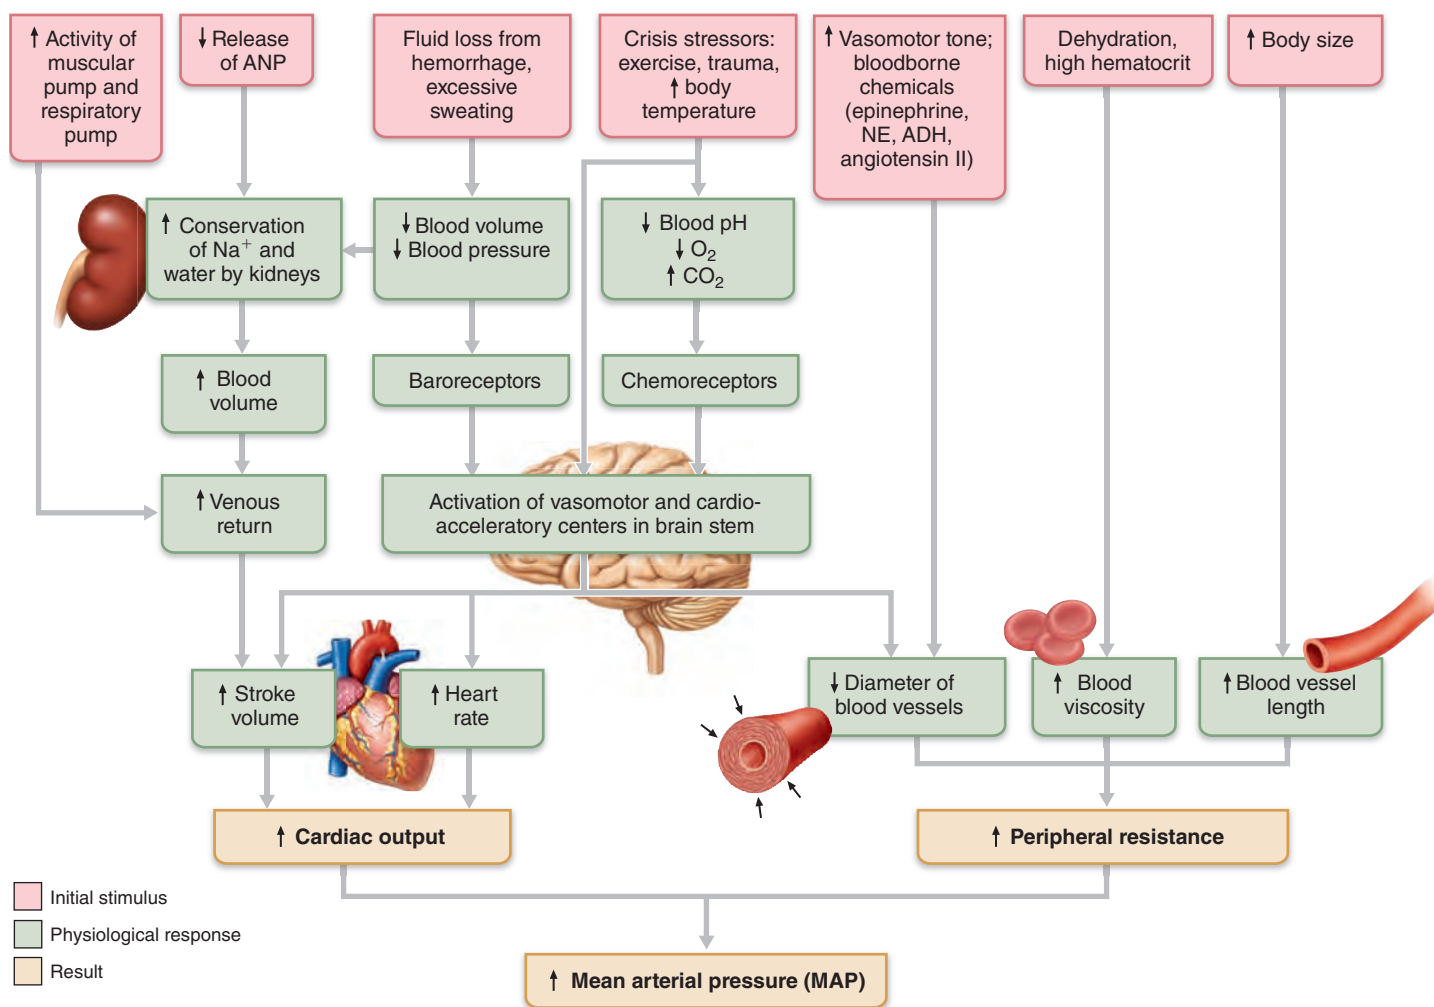 ↑ Activity of
muscular
pump and
respiratory
pump
↓ Release
of ANP
Fluid loss from
hemorrhage,
excessive
sweating
Crisis stressors:
exercise, trauma,
↑ body
temperature
↑ Vasomotor tone;
bloodborne
chemicals
(epinephrine,
NE, ADH,
angiotensin II)
Dehydration,
high hematocrit
↑ Body size
↑ Conservation
of Na⁺ and
water by kidneys
↓ Blood volume
↓ Blood pressure
↓ Blood pH
↓ O₂
↑ CO₂
↑ Blood
volume
Baroreceptors
Chemoreceptors
↑ Venous
return
Activation of vasomotor and cardio-
acceleratory centers in brain stem
↑ Stroke
volume
↑ Heart
rate
↓ Diameter of
blood vessels
↑ Blood
viscosity
↑ Blood vessel
length
↑ Cardiac output
↑ Peripheral resistance
Initial stimulus
Physiological response
Result
↑ Mean arterial pressure (MAP)